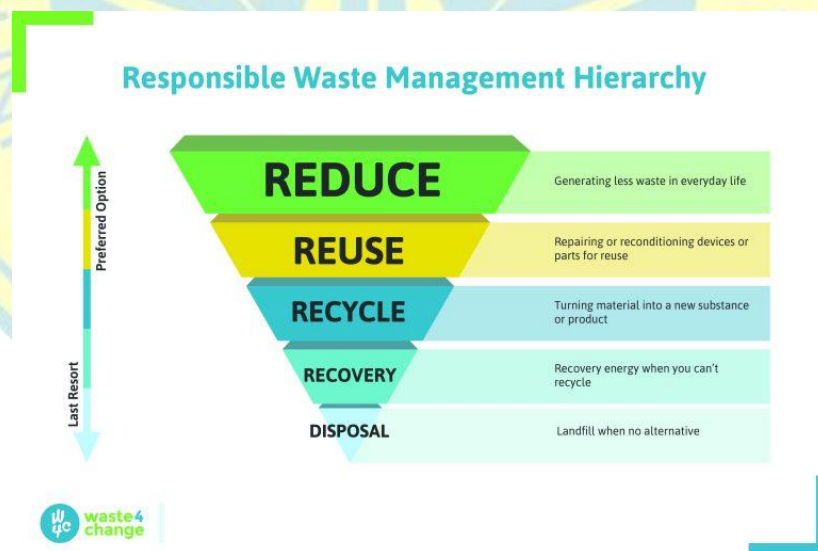 Responsible Waste Management Hierarchy
Preferred Option
Last Resort
REDUCE
Generating less waste in everyday life
REUSE
Repairing or reconditioning devices or
parts for reuse
RECYCLE
Turning material into a new substance
or product
RECOVERY
Recovery energy when you can't
recycle
DISPOSAL
Landfill when no alternative
W4C
waste4
change